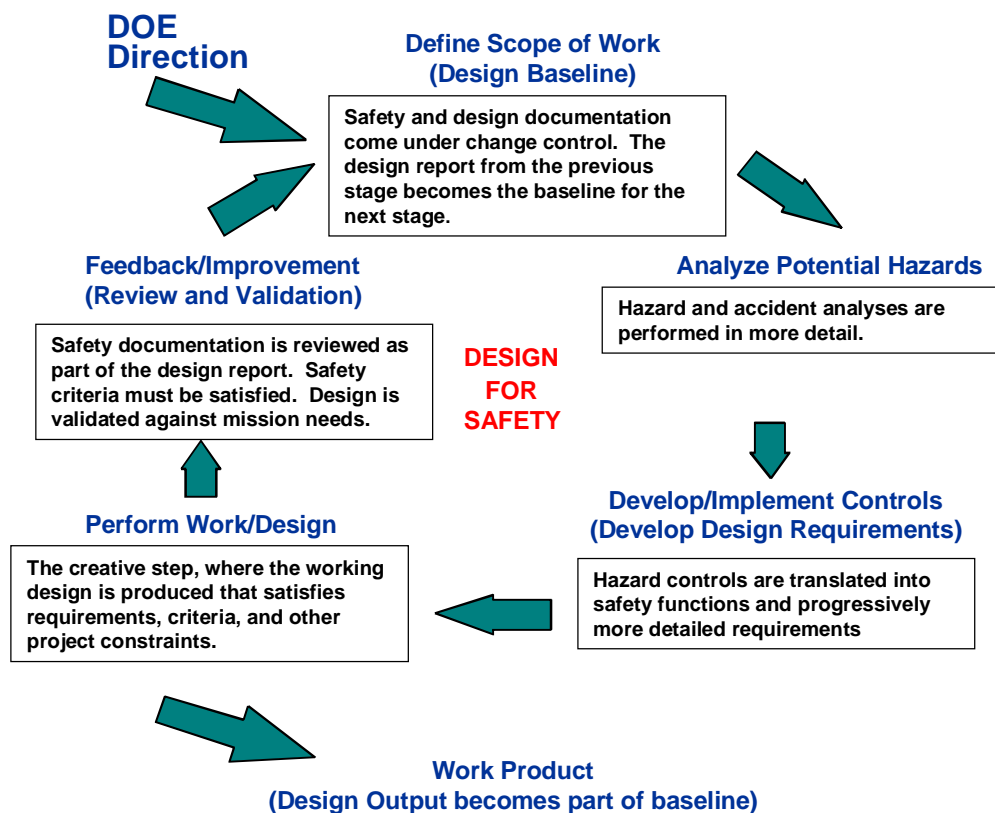 DOE
Direction
Define Scope of Work
(Design Baseline)
Safety and design documentation
come under change control.  The
design report from the previous
stage becomes the baseline for the
next stage.
Analyze Potential Hazards
Hazard and accident analyses are
performed in more detail.
Develop/Implement Controls
(Develop Design Requirements)
Hazard controls are translated into
safety functions and progressively
more detailed requirements
Perform Work/Design
The creative step, where the working
design is produced that satisfies
requirements, criteria, and other
project constraints.
Feedback/Improvement
(Review and Validation)
Safety documentation is reviewed as
part of the design report.  Safety
criteria must be satisfied.  Design is
validated against mission needs.
DESIGN
FOR
SAFETY
Work Product
(Design Output becomes part of baseline)